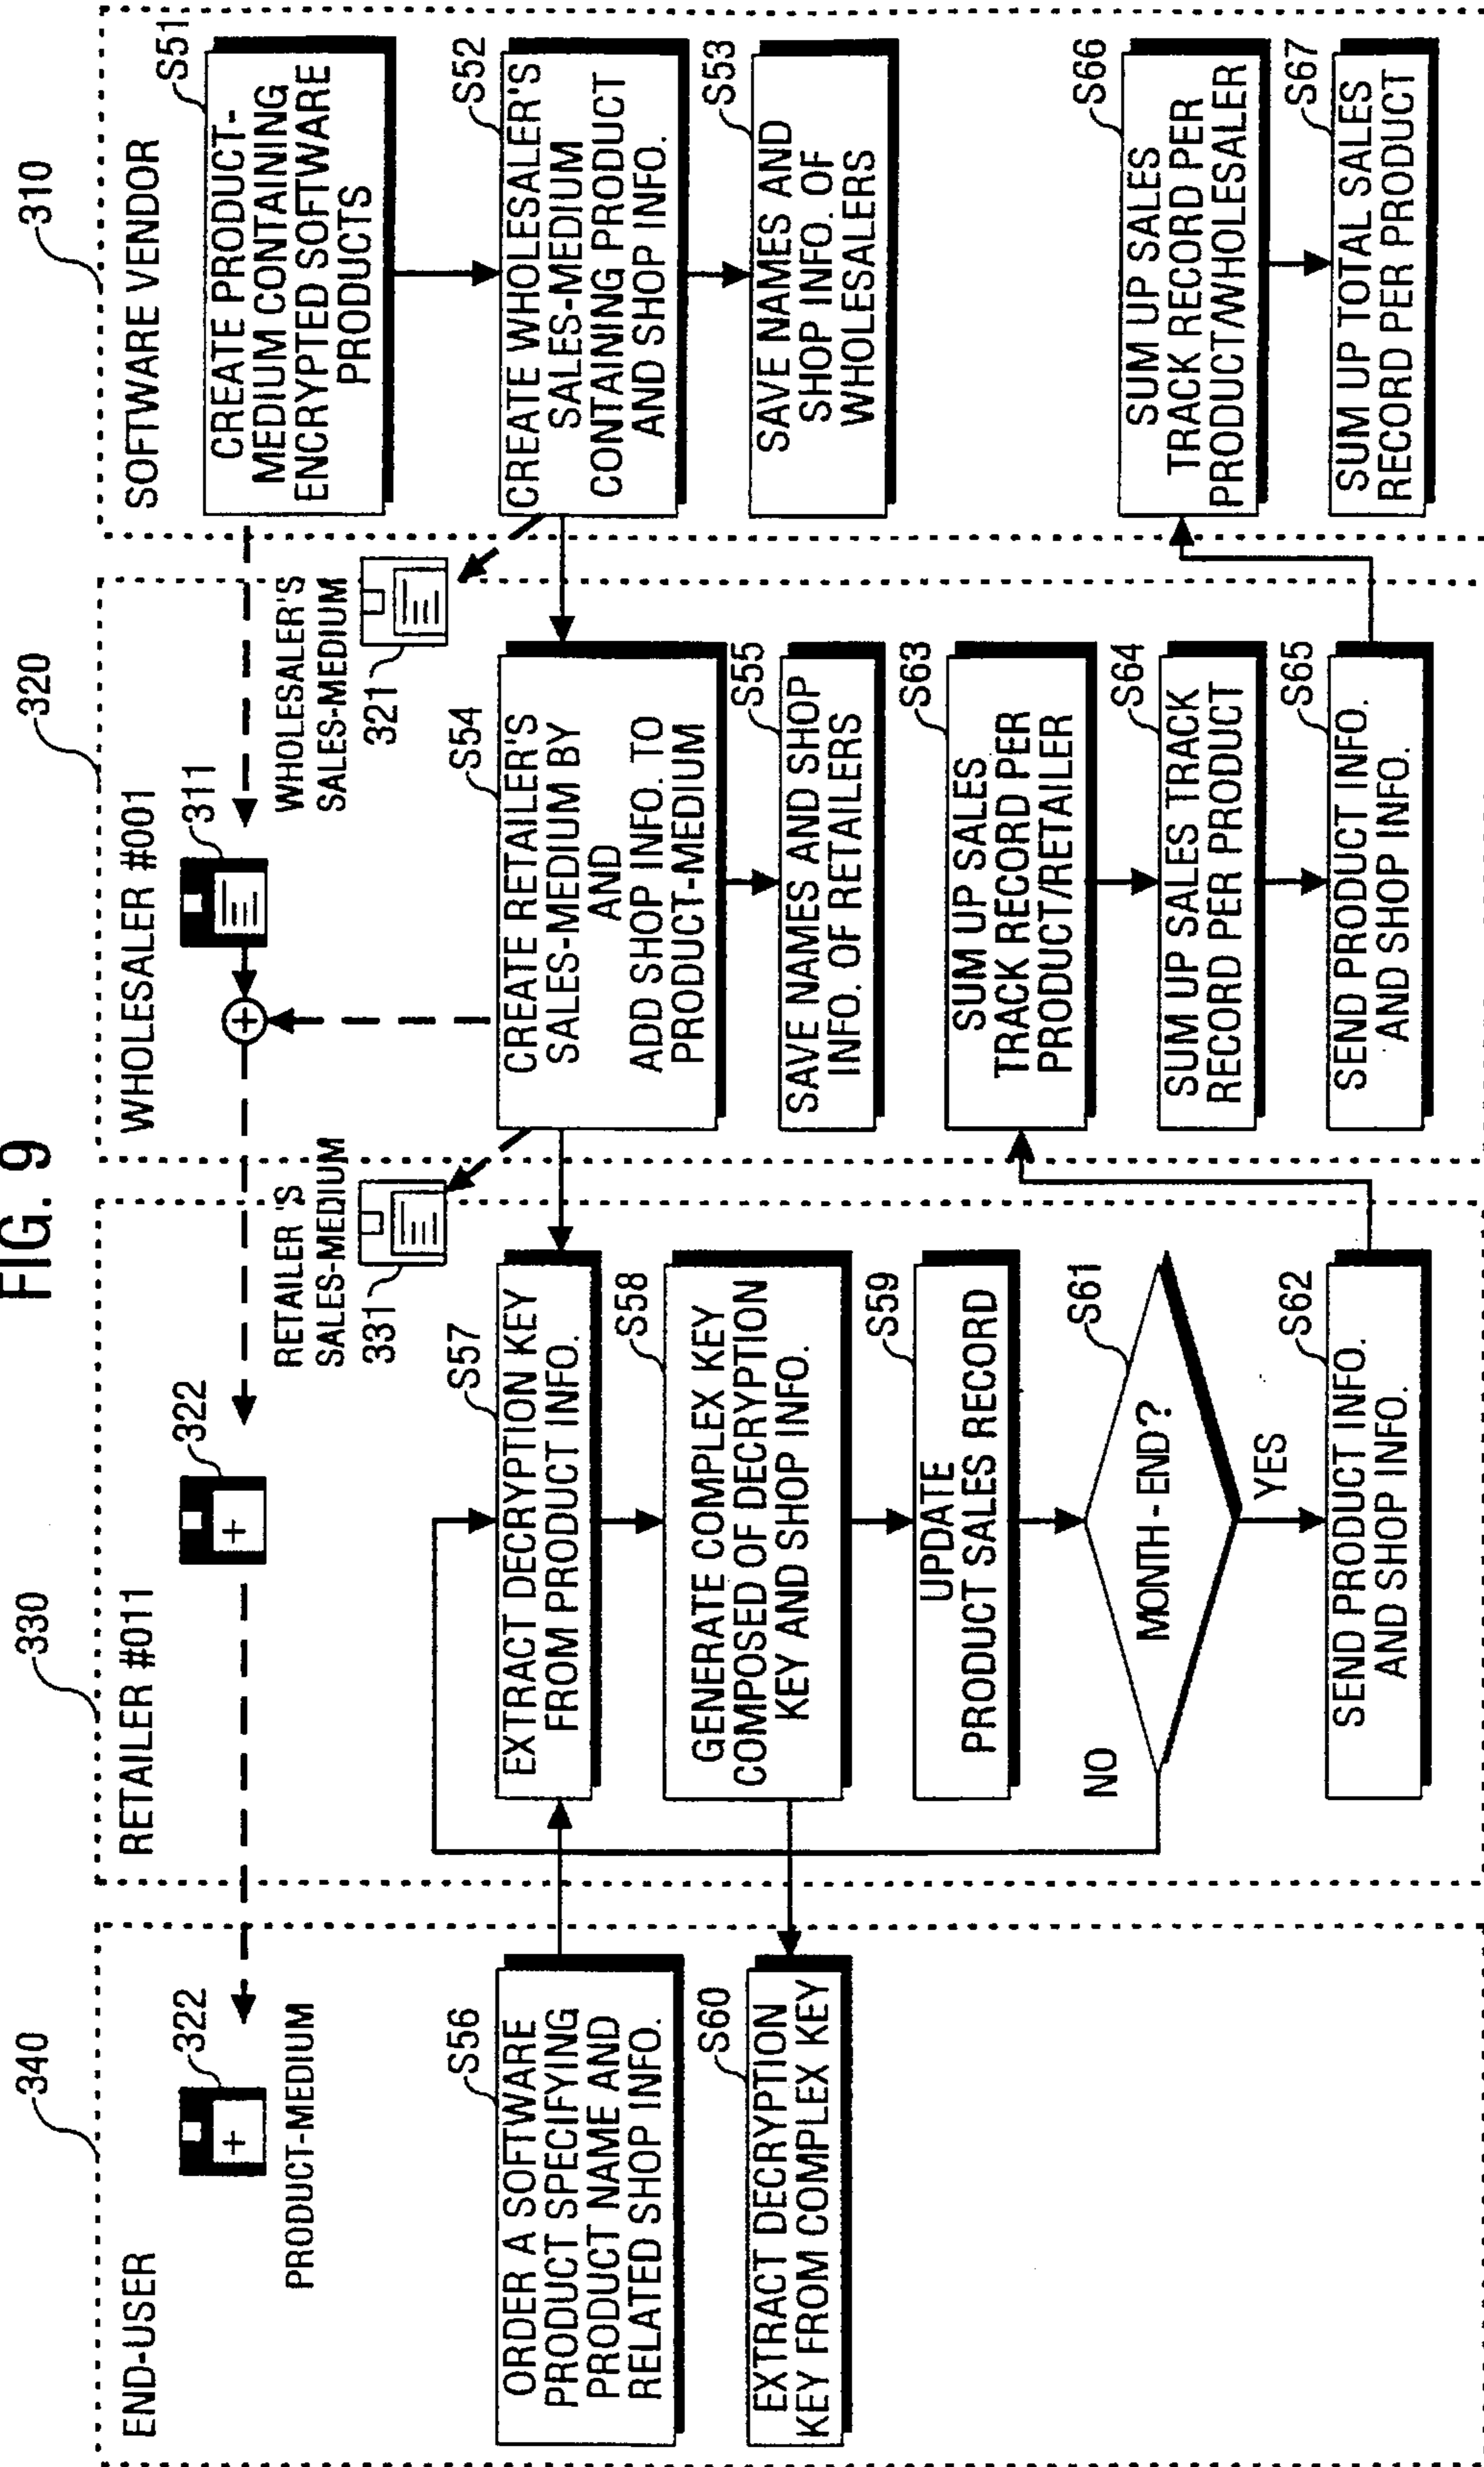 FIG. 9
340
END-USER
322
PRODUCT-MEDIUM
S56
ORDER A SOFTWARE
PRODUCT SPECIFYING
PRODUCT NAME AND
RELATED SHOP INFO.
S60
EXTRACT DECRYPTION
KEY FROM COMPLEX KEY
330
RETAILER #011
322
RETAILER'S
SALES-MEDIUM
331
S57
EXTRACT DECRYPTION KEY
FROM PRODUCT INFO.
S58
GENERATE COMPLEX KEY
COMPOSED OF DECRYPTION
KEY AND SHOP INFO.
S59
UPDATE
PRODUCT SALES RECORD
S61
MONTH-END?
NO
YES
S62
SEND PRODUCT INFO.
AND SHOP INFO.
320
WHOLESALER #001
311
WHOLESALER'S
SALES-MEDIUM
321
S54
CREATE RETAILER'S
SALES-MEDIUM BY
AND
ADD SHOP INFO. TO
PRODUCT-MEDIUM
S55
SAVE NAMES AND SHOP
INFO. OF RETAILERS
S63
SUM UP SALES
TRACK RECORD PER
PRODUCT/RETAILER
S64
SUM UP SALES TRACK
RECORD PER PRODUCT
S65
SEND PRODUCT INFO.
AND SHOP INFO.
310
SOFTWARE VENDOR
S51
CREATE PRODUCT-
MEDIUM CONTAINING
ENCRYPTED SOFTWARE
PRODUCTS
S52
CREATE WHOLESALER'S
SALES-MEDIUM
CONTAINING PRODUCT
AND SHOP INFO.
S53
SAVE NAMES AND
SHOP INFO. OF
WHOLESALERS
S66
SUM UP SALES
TRACK RECORD PER
PRODUCT/WHOLESALER
S67
SUM UP TOTAL SALES
RECORD PER PRODUCT